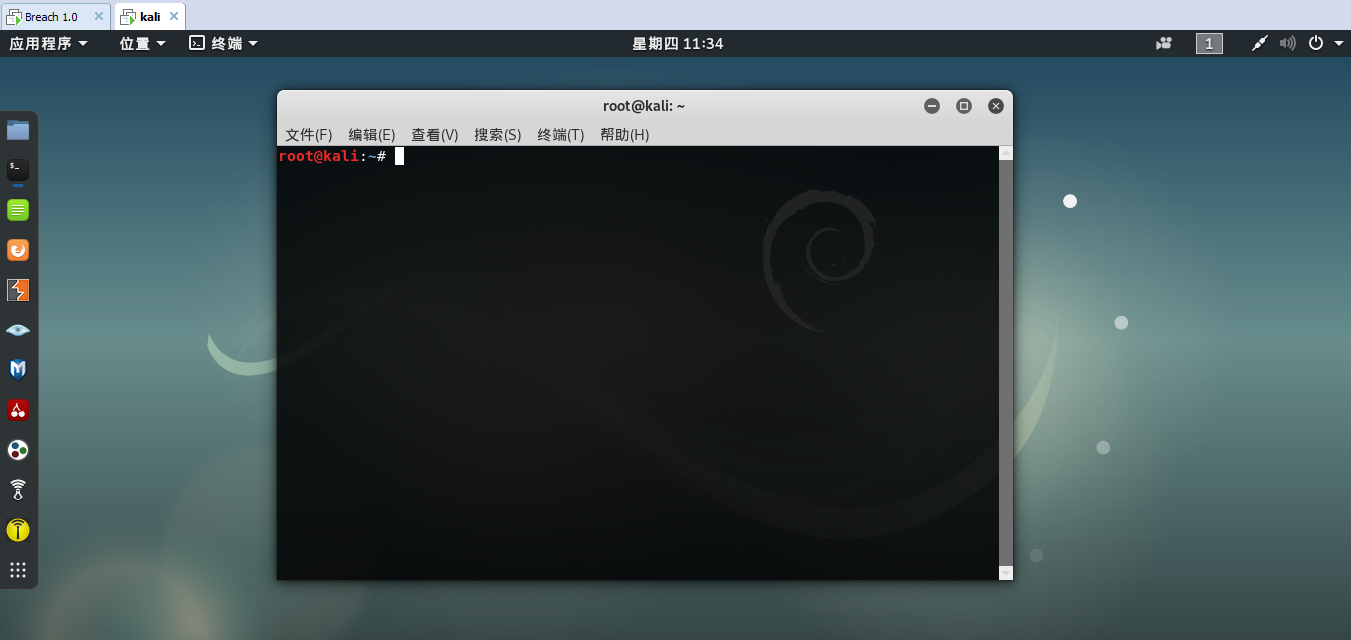 Breach 1.0
kali
应用程序 位置 终端 星期四 11:34 1
root@kali: ~
文件(F) 编辑(E) 查看(V) 搜索(S) 终端(T) 帮助(H)
root@kali:~#